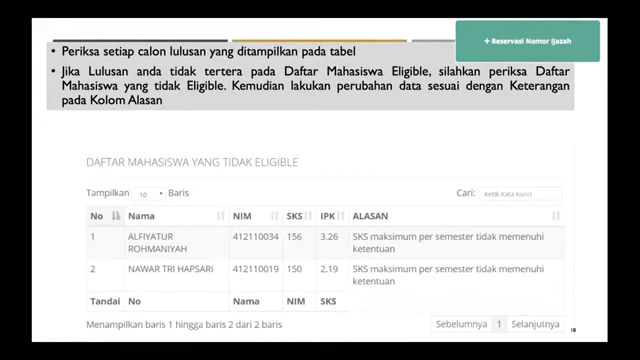 + Reservasi Nomor Ijazah
• Periksa setiap calon lulusan yang ditampilkan pada tabel
• Jika Lulusan anda tidak tertera pada Daftar Mahasiswa Eligible, silahkan periksa Daftar
Mahasiswa yang tidak Eligible. Kemudian lakukan perubahan data sesuai dengan Keterangan
pada Kolom Alasan
DAFTAR MAHASISWA YANG TIDAK ELIGIBLE
Tampilkan 10 Baris Cari: Ketik Kata Kunci
No Nama NIM SKS IPK ALASAN
1 ALFIYATUR 412110034 156 3.26 SKS maksimum per semester tidak memenuhi
ROHMANIYAH ketentuan
2 NAWAR TRI HAPSARI 412110019 150 2.19 SKS maksimum per semester tidak memenuhi
ketentuan
Tandai No Nama NIM SKS
Menampilkan baris 1 hingga baris 2 dari 2 baris Sebelumnya 1 Selanjutnya
18